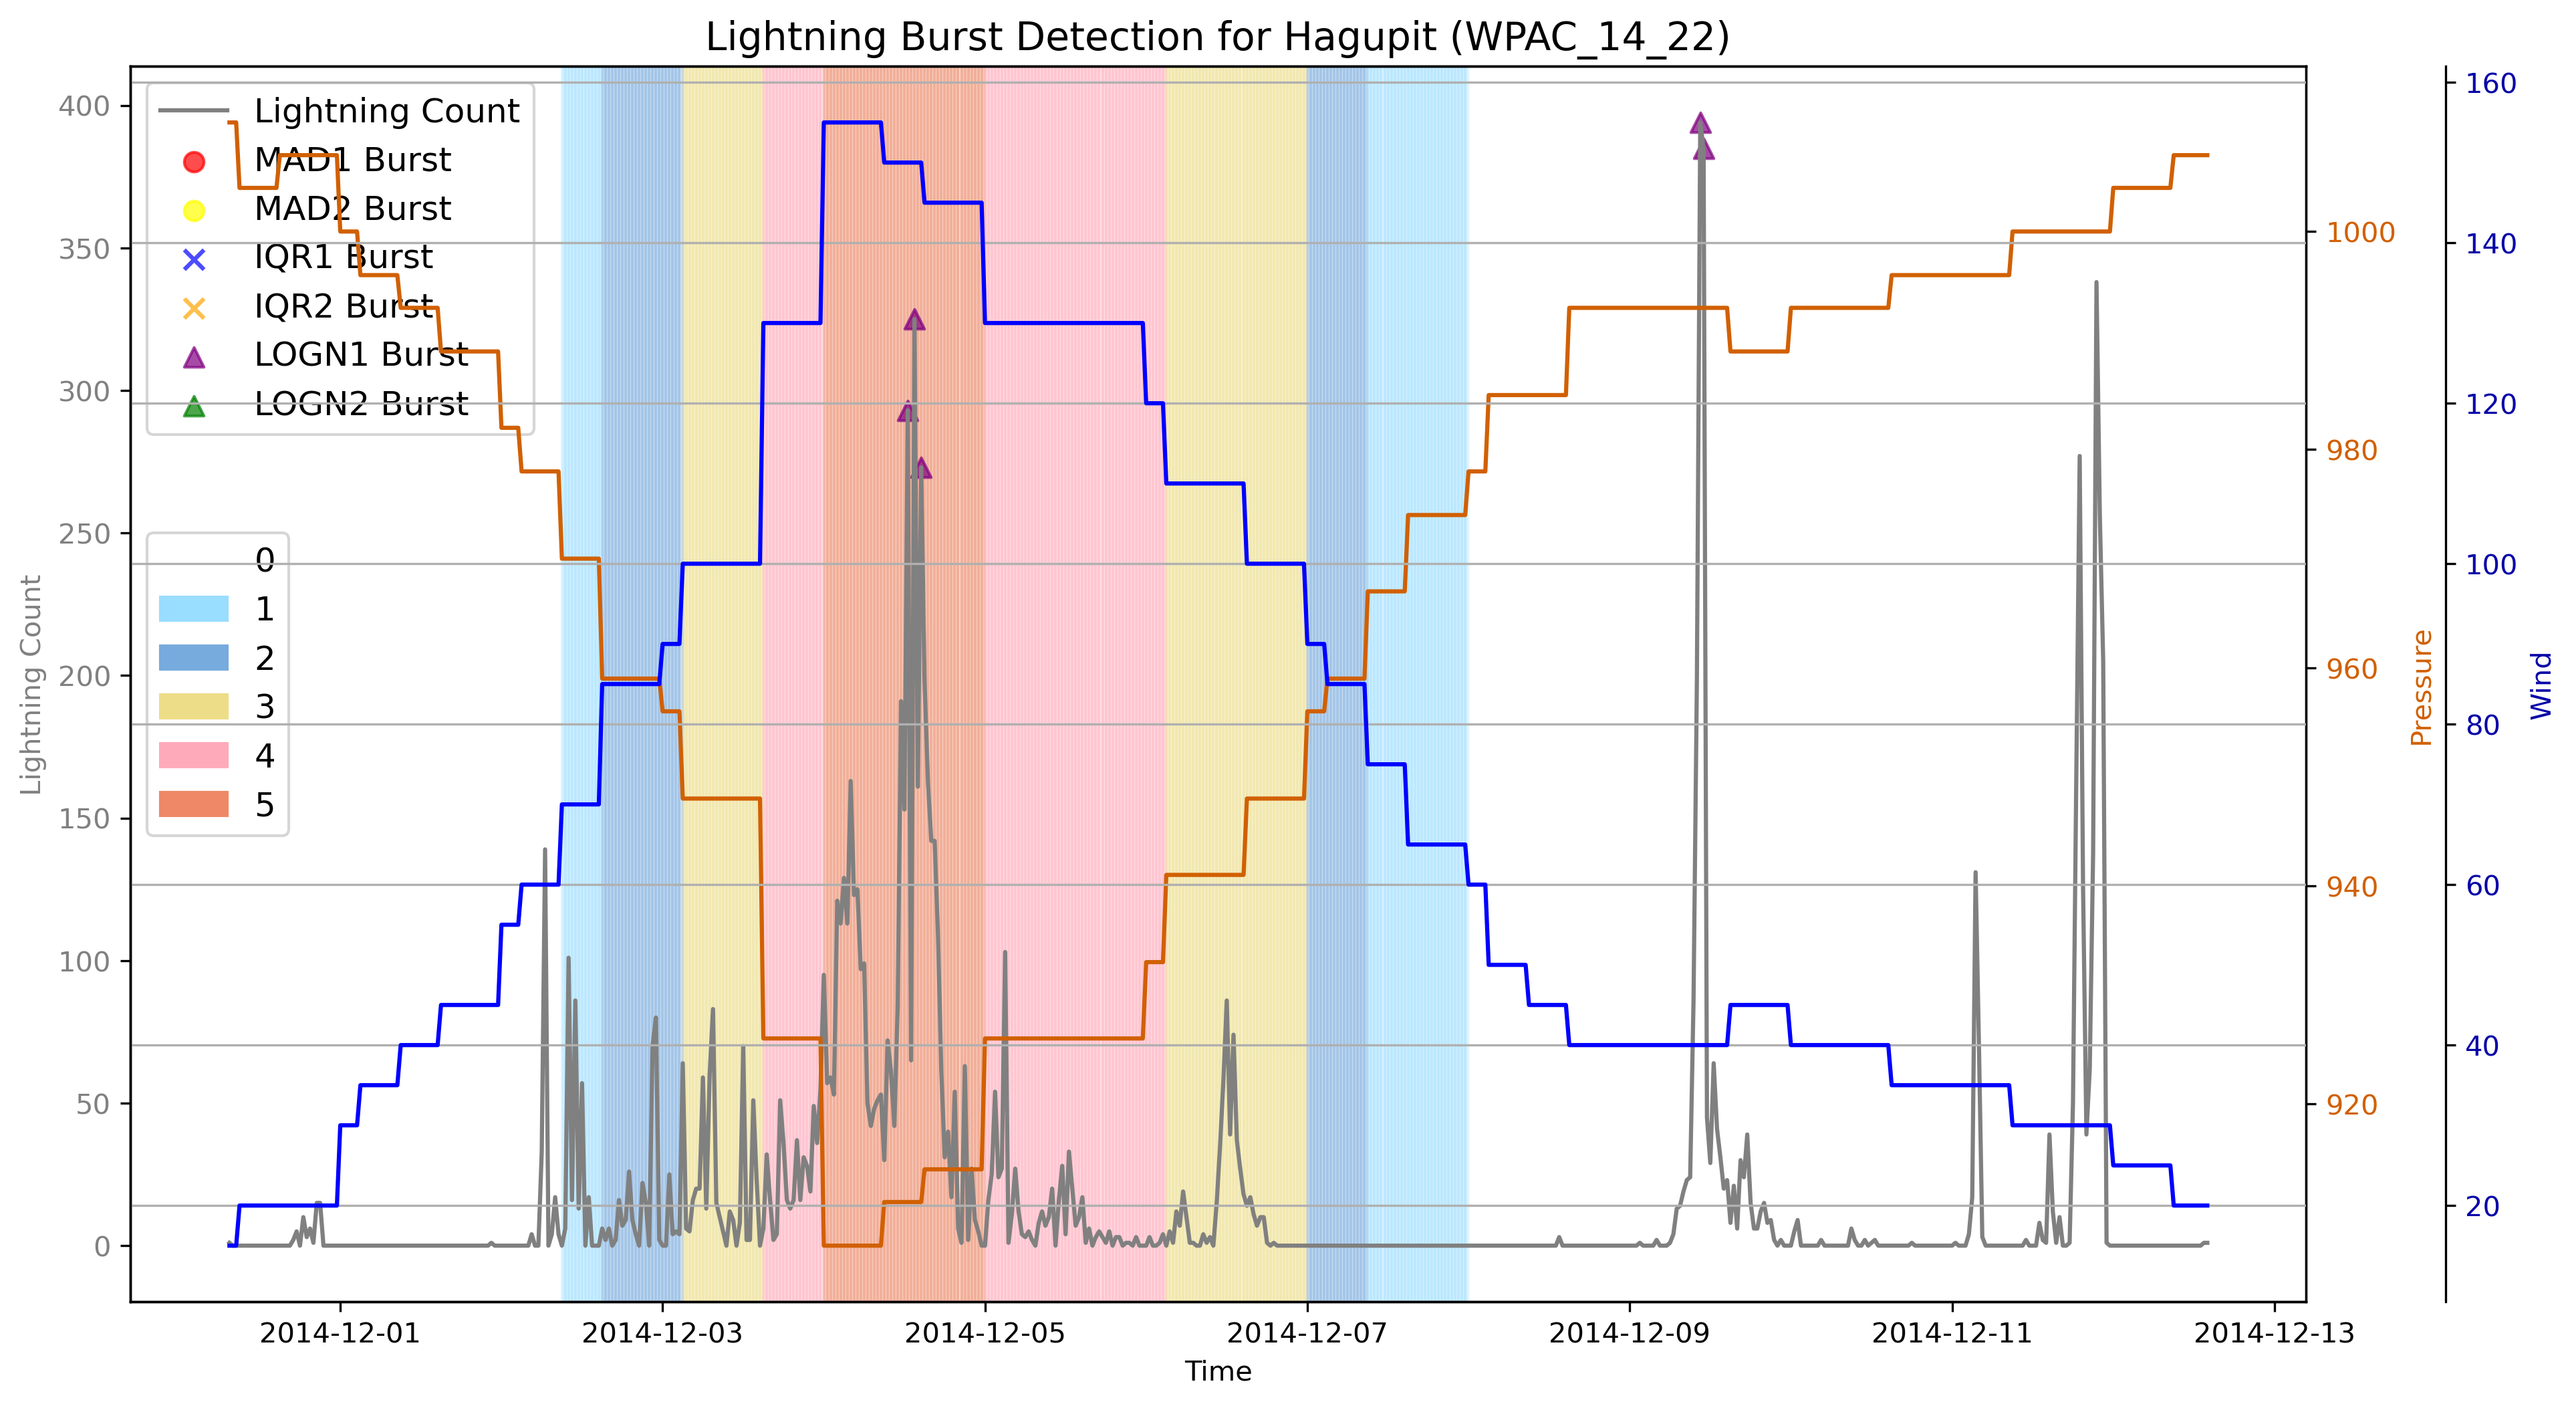 Lightning Burst Detection for Hagupit (WPAC_14_22)
Lightning Count
MAD1 Burst
MAD2 Burst
IQR1 Burst
IQR2 Burst
LOGN1 Burst
LOGN2 Burst
0
1
2
3
4
5
400
350
300
250
200
150
100
50
0
Lightning Count
1000
980
960
940
920
Pressure
160
140
120
100
80
60
40
20
Wind
2014-12-01
2014-12-03
2014-12-05
2014-12-07
2014-12-09
2014-12-11
2014-12-13
Time